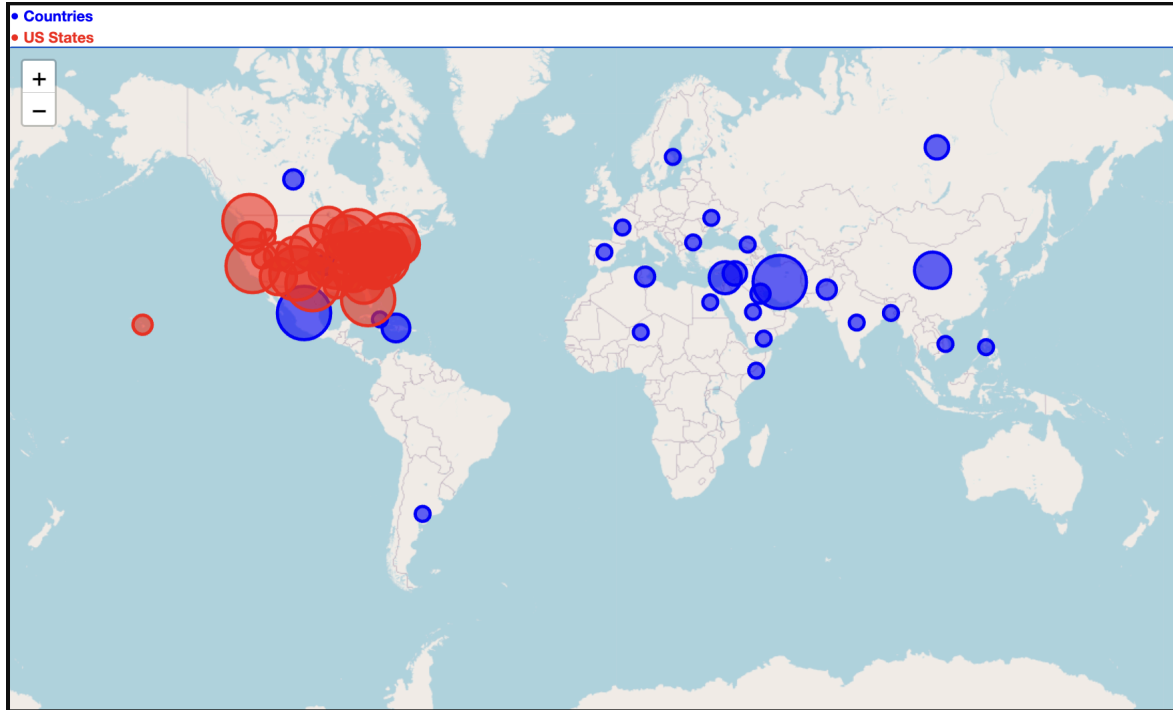 • Countries
• US States
+
−